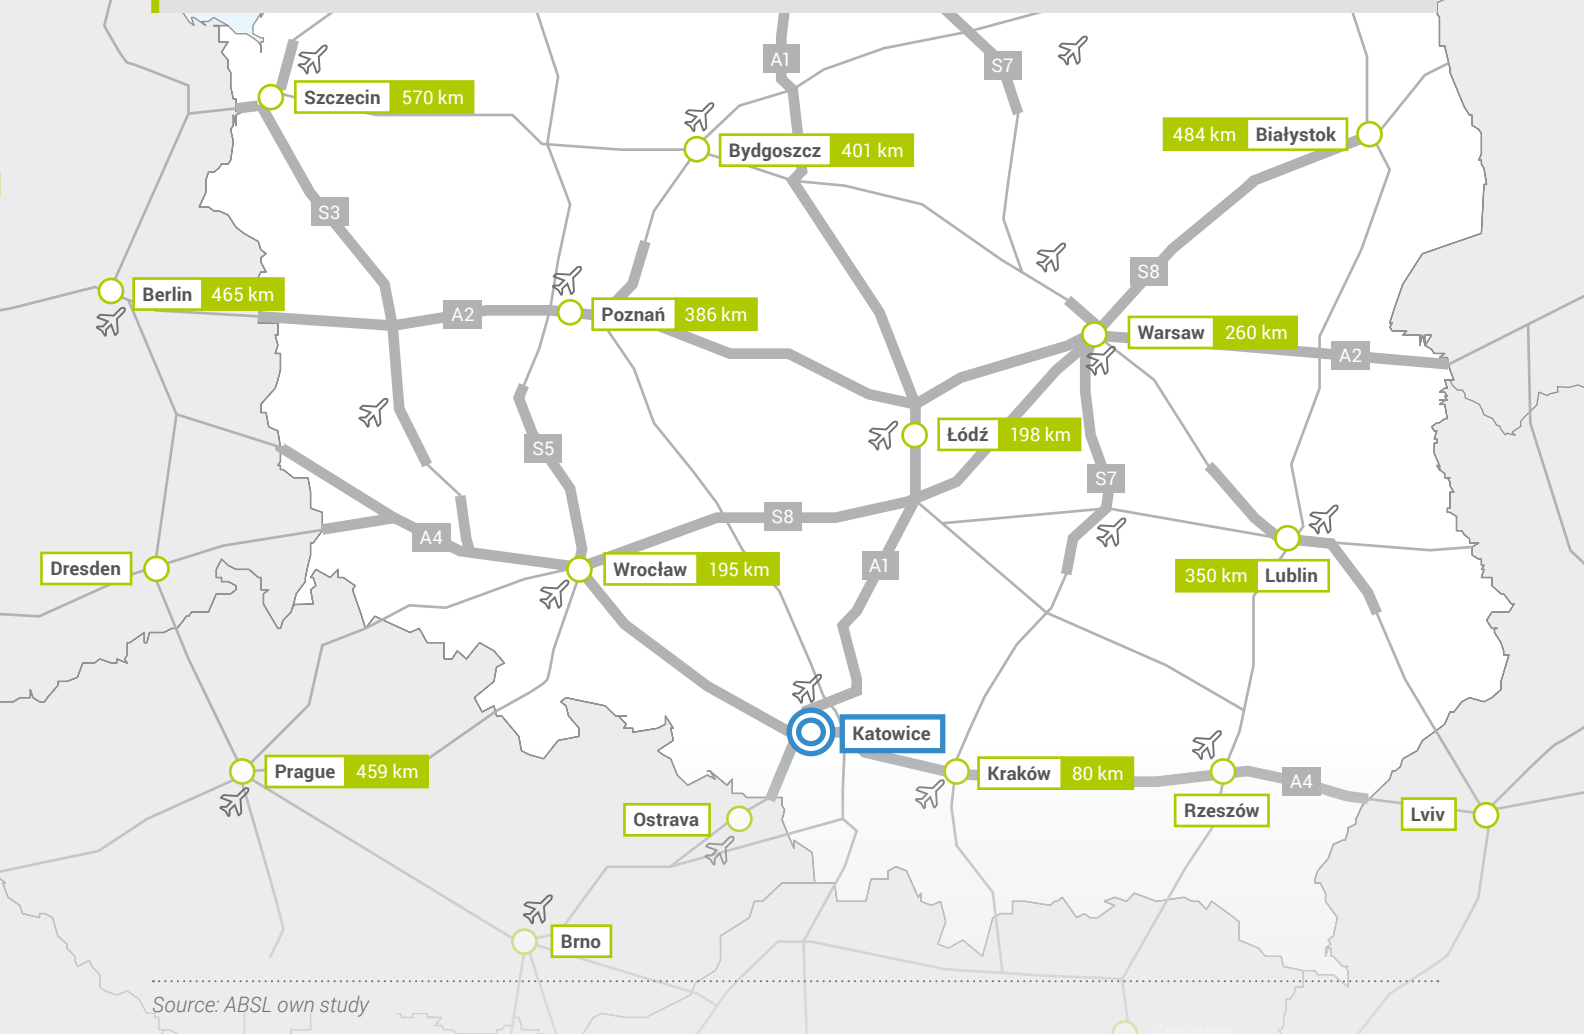 A1
S7
Szczecin 570 km
484 km Białystok
Bydgoszcz 401 km
S3
S8
Berlin 465 km
A2
Poznań 386 km
Warsaw 260 km
A2
Łódź 198 km
S5
S7
S8
A4
A1
Dresden
Wrocław 195 km
350 km Lublin
Katowice
Prague 459 km
Kraków 80 km
A4
Rzeszów
Lviv
Ostrava
Brno
Source: ABSL own study